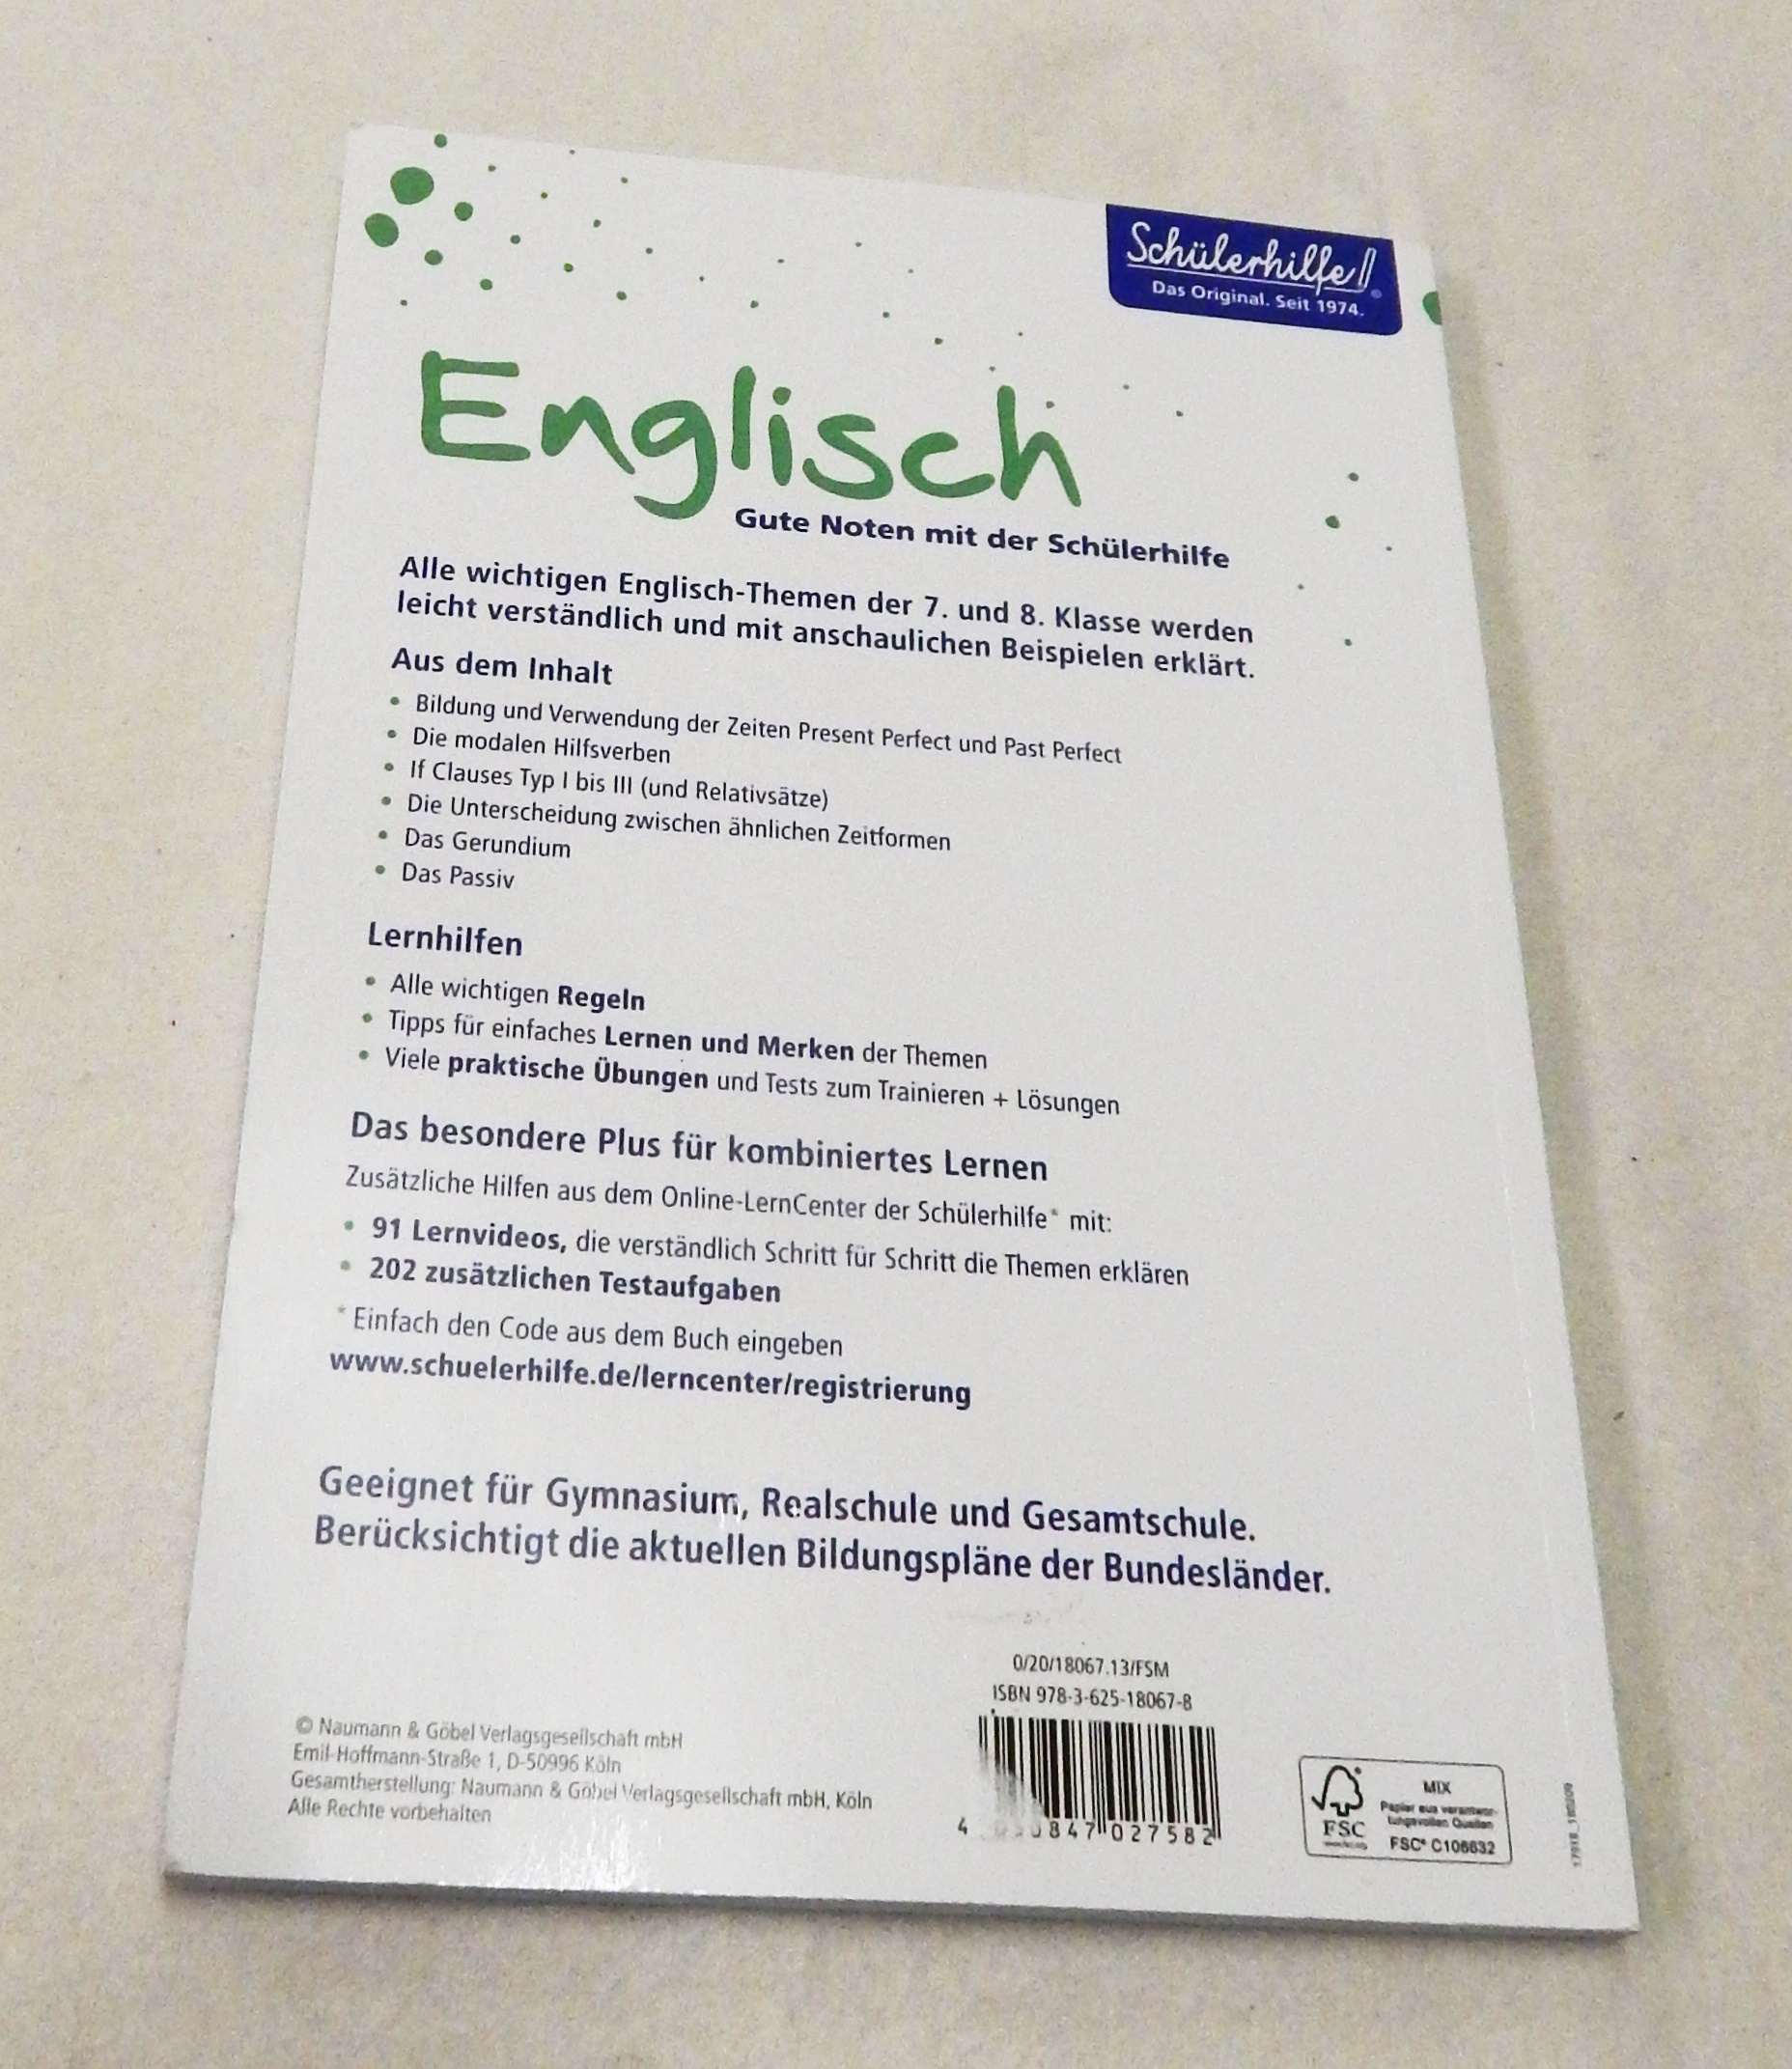 Schülerhilfe!
Das Original. Seit 1974.
Englisch
Gute Noten mit der Schülerhilfe
Alle wichtigen Englisch-Themen der 7. und 8. Klasse werden
leicht verständlich und mit anschaulichen Beispielen erklärt.
Aus dem Inhalt
• Bildung und Verwendung der Zeiten Present Perfect und Past Perfect
• Die modalen Hilfsverben
• If Clauses Typ I bis III (und Relativsätze)
• Die Unterscheidung zwischen ähnlichen Zeitformen
• Das Gerundium
• Das Passiv
Lernhilfen
• Alle wichtigen Regeln
• Tipps für einfaches Lernen und Merken der Themen
• Viele praktische Übungen und Tests zum Trainieren + Lösungen
Das besondere Plus für kombiniertes Lernen
Zusätzliche Hilfen aus dem Online-LernCenter der Schülerhilfe* mit:
• 91 Lernvideos, die verständlich Schritt für Schritt die Themen erklären
• 202 zusätzlichen Testaufgaben
* Einfach den Code aus dem Buch eingeben
www.schuelerhilfe.de/lerncenter/registrierung
Geeignet für Gymnasium, Realschule und Gesamtschule.
Berücksichtigt die aktuellen Bildungspläne der Bundesländer.
© Naumann & Göbel Verlagsgesellschaft mbH
Emil-Hoffmann-Straße 1, D-50996 Köln
Gesamtherstellung: Naumann & Göbel Verlagsgesellschaft mbH, Köln
Alle Rechte vorbehalten
0/20/18067.13/FSM
ISBN 978-3-625-18067-8
4 847 027582
FSC
MIX
Papier aus verantwor-
tungsvollen Quellen
FSC® C106632